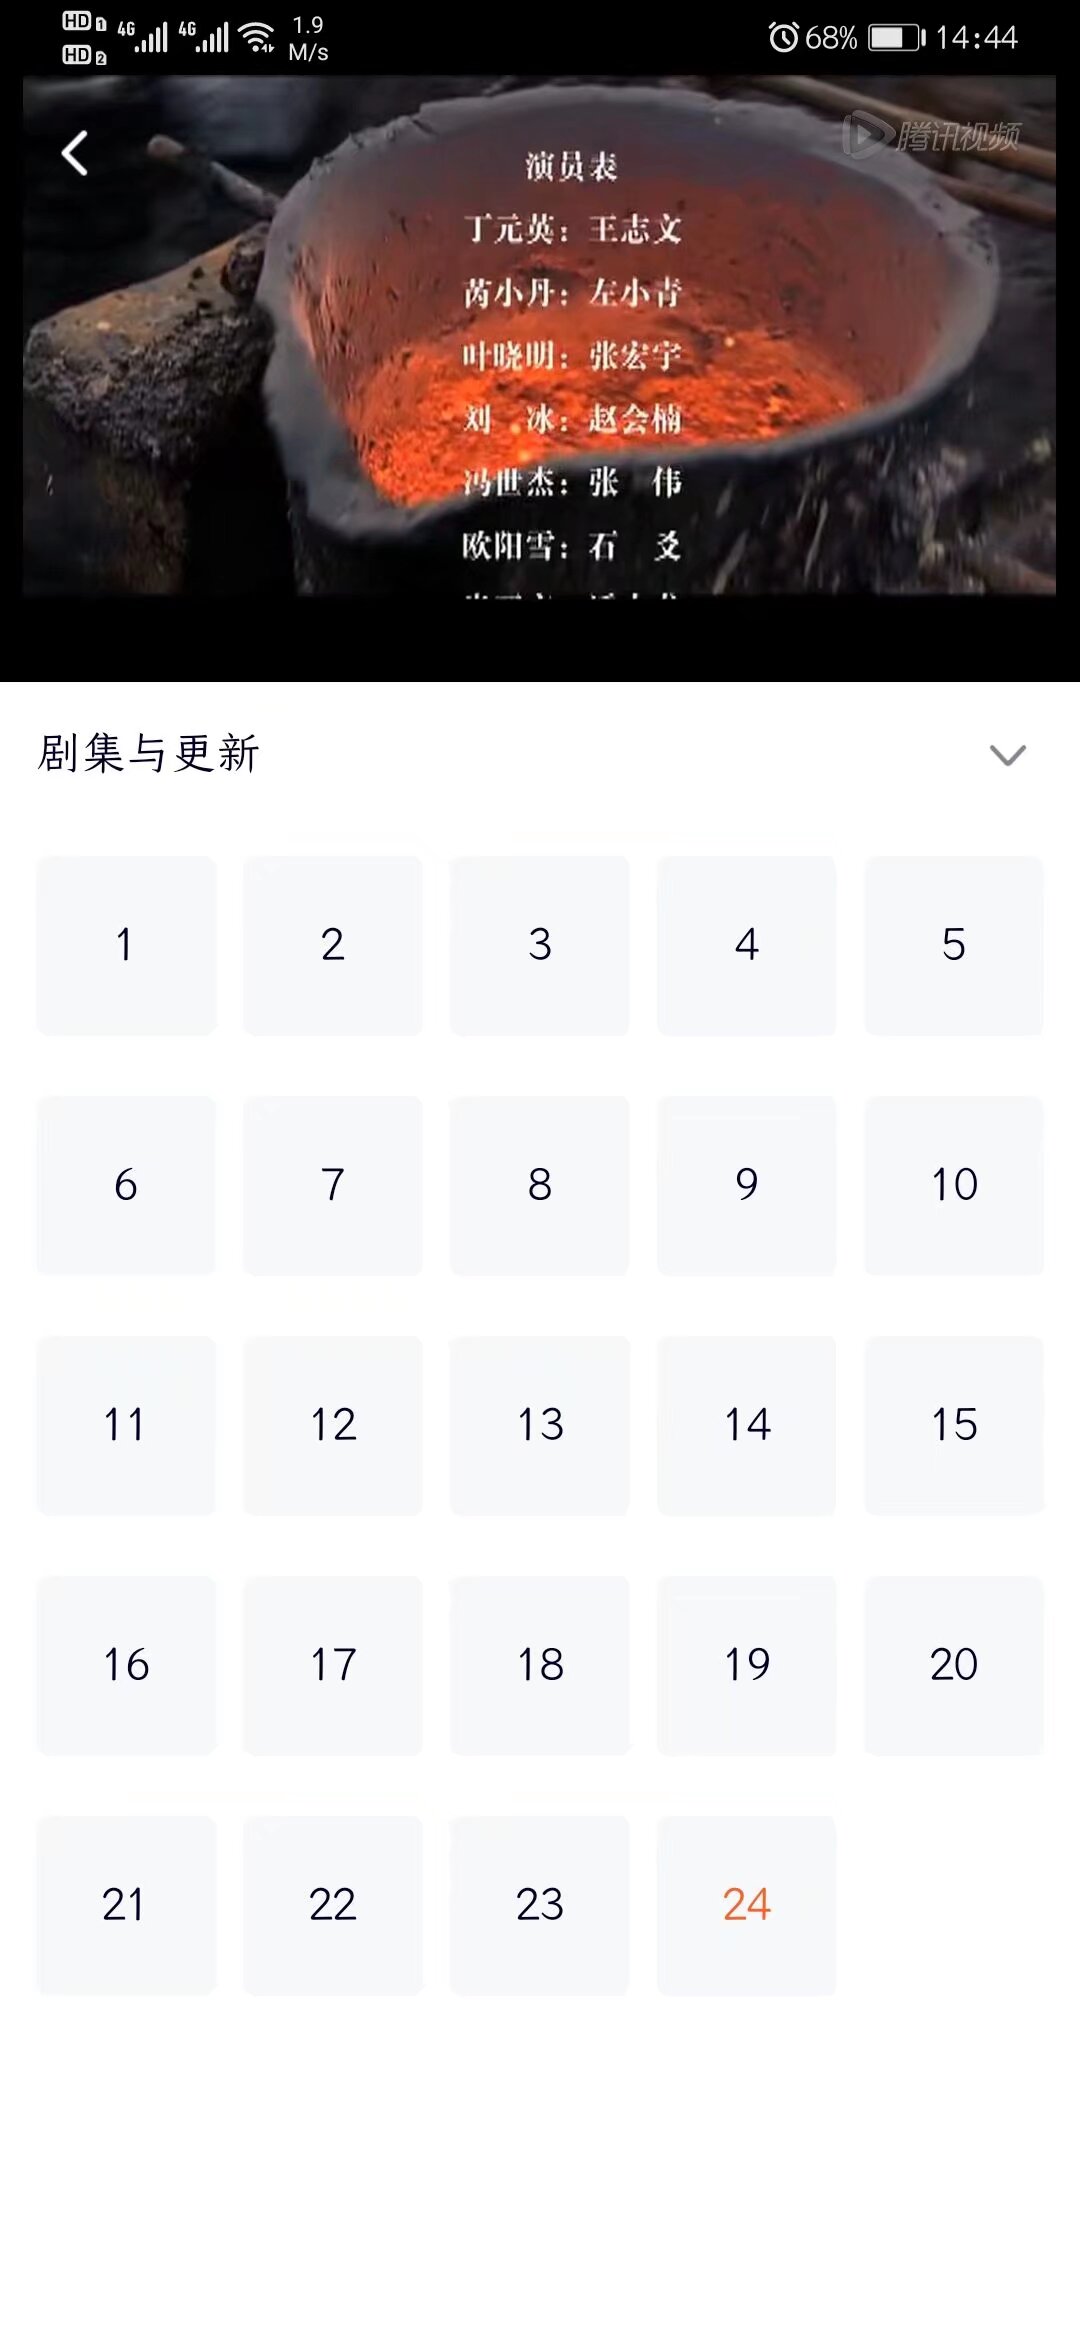 HD 1 4G 4G 1.9 M/s 68% 14:44
HD 2
腾讯视频
演员表
丁元英：王志文
芮小丹：左小青
叶晓明：张宏宇
刘 冰：赵会楠
冯世杰：张 伟
欧阳雪：石 爻
剧集与更新
1 2 3 4 5
6 7 8 9 10
11 12 13 14 15
16 17 18 19 20
21 22 23 24